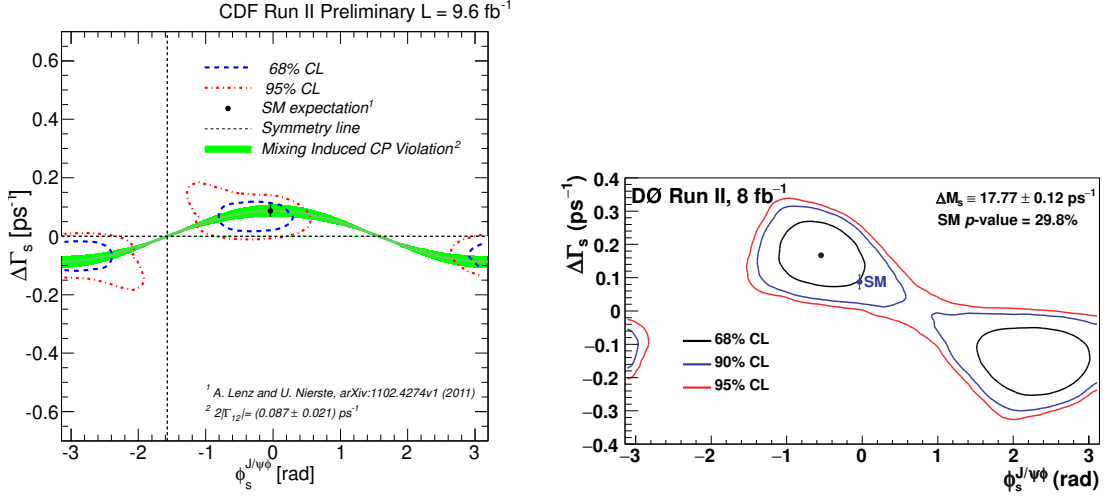 CDF Run II Preliminary L = 9.6 fb⁻¹
ΔΓₛ [ps⁻¹]
0.6
0.4
0.2
0
-0.2
-0.4
-0.6
68% CL
95% CL
SM expectation¹
Symmetry line
Mixing Induced CP Violation²
¹ A. Lenz and U. Nierste, arXiv:1102.4274v1 (2011)
² 2|Γ₁₂|= (0.087± 0.021) ps⁻¹
-3 -2 -1 0 1 2 3
ϕₛ^J/ψϕ [rad]
ΔΓₛ (ps⁻¹)
0.4
0.3
0.2
0.1
0
−0.1
−0.2
−0.3
−0.4
DØ Run II, 8 fb⁻¹
ΔMₛ ≡ 17.77 ± 0.12 ps⁻¹
SM p-value = 29.8%
SM
68% CL
90% CL
95% CL
−3 −2 −1 0 1 2 3
ϕₛ^J/ψϕ (rad)